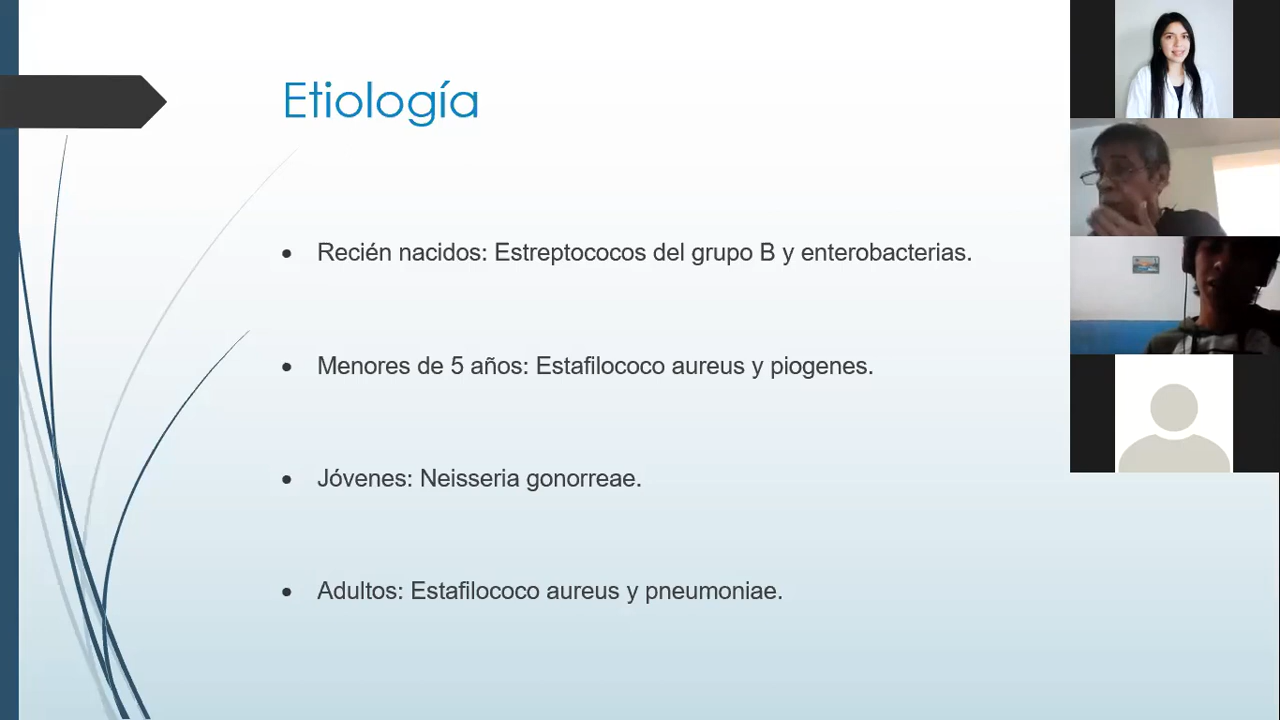 Etiología
• Recién nacidos: Estreptococos del grupo B y enterobacterias.
• Menores de 5 años: Estafilococo aureus y piogenes.
• Jóvenes: Neisseria gonorreae.
• Adultos: Estafilococo aureus y pneumoniae.